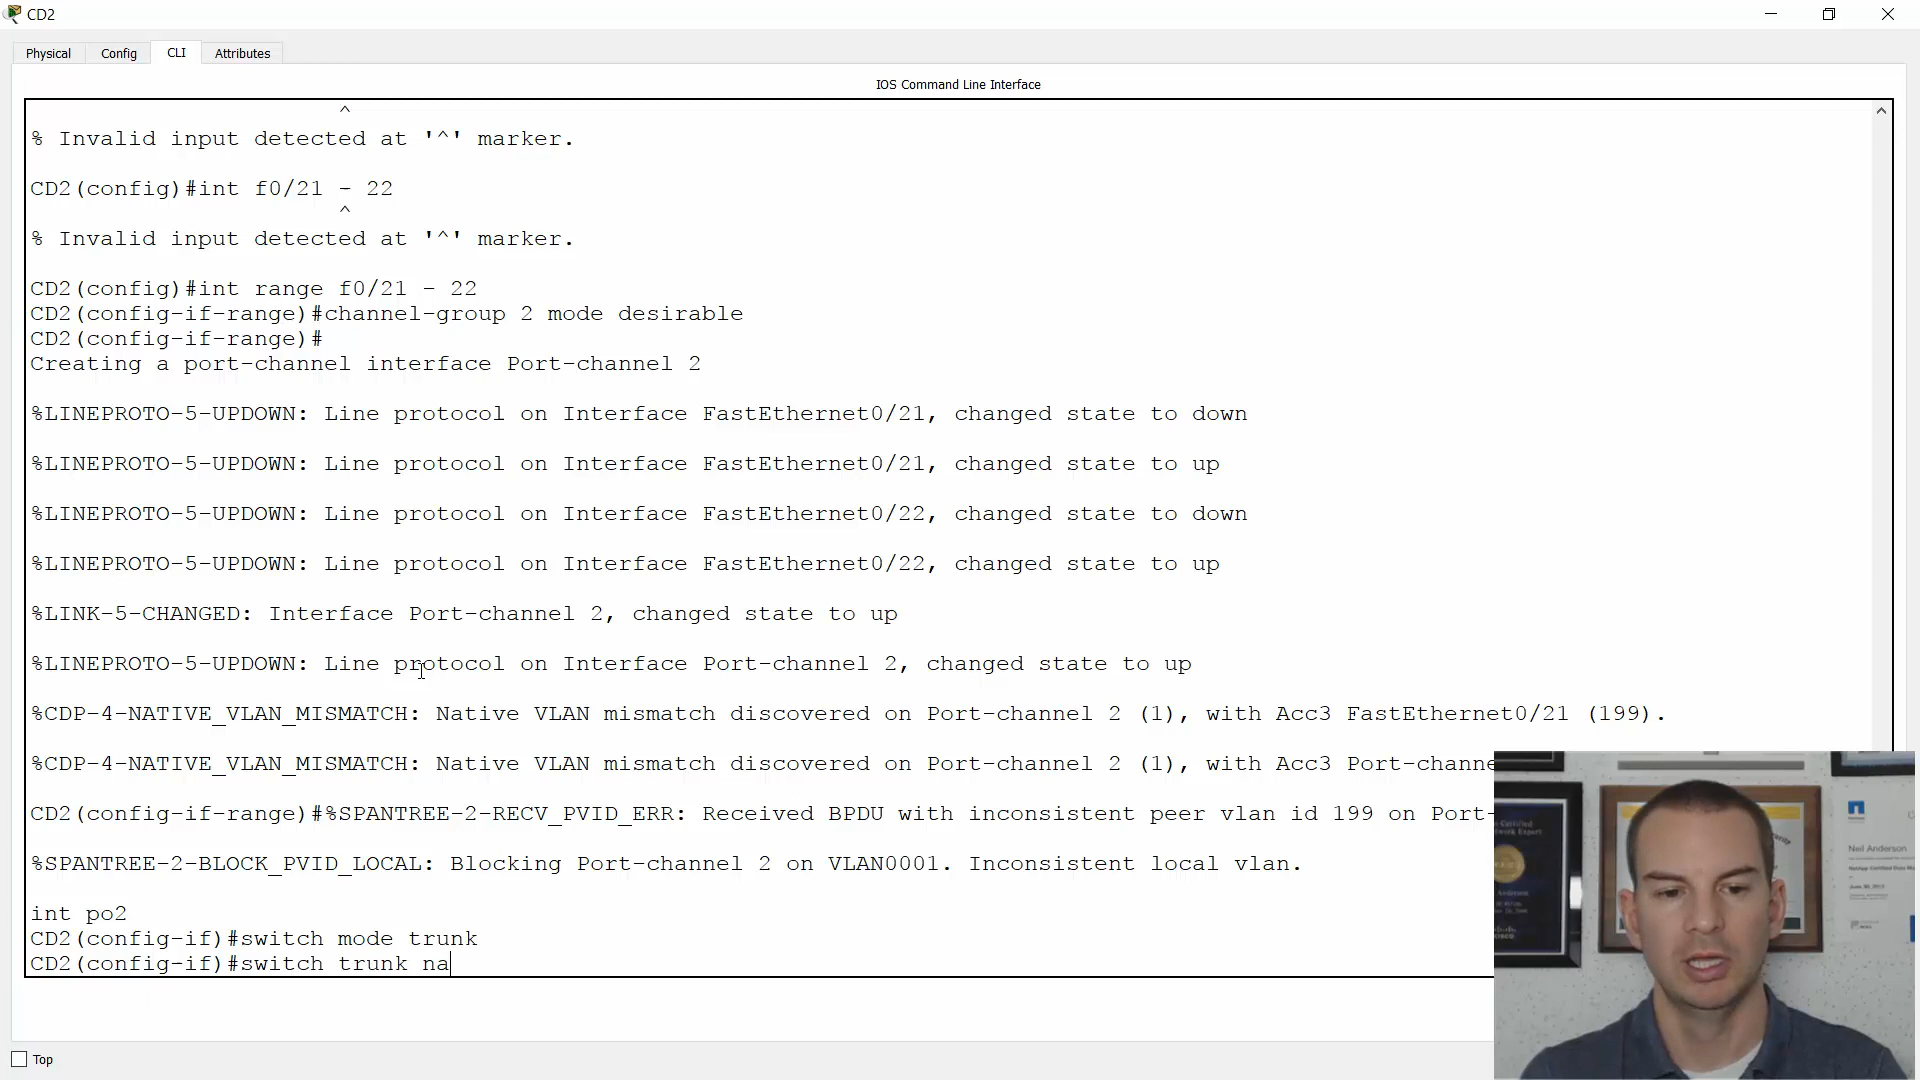 CD2
Physical
Config
CLI
Attributes
IOS Command Line Interface
^
% Invalid input detected at '^' marker.
CD2(config)#int f0/21 - 22
^
% Invalid input detected at '^' marker.
CD2(config)#int range f0/21 - 22
CD2(config-if-range)#channel-group 2 mode desirable
CD2(config-if-range)#
Creating a port-channel interface Port-channel 2
%LINEPROTO-5-UPDOWN: Line protocol on Interface FastEthernet0/21, changed state to down
%LINEPROTO-5-UPDOWN: Line protocol on Interface FastEthernet0/21, changed state to up
%LINEPROTO-5-UPDOWN: Line protocol on Interface FastEthernet0/22, changed state to down
%LINEPROTO-5-UPDOWN: Line protocol on Interface FastEthernet0/22, changed state to up
%LINK-5-CHANGED: Interface Port-channel 2, changed state to up
%LINEPROTO-5-UPDOWN: Line protocol on Interface Port-channel 2, changed state to up
%CDP-4-NATIVE_VLAN_MISMATCH: Native VLAN mismatch discovered on Port-channel 2 (1), with Acc3 FastEthernet0/21 (199).
%CDP-4-NATIVE_VLAN_MISMATCH: Native VLAN mismatch discovered on Port-channel 2 (1), with Acc3 Port-channe
CD2(config-if-range)#%SPANTREE-2-RECV_PVID_ERR: Received BPDU with inconsistent peer vlan id 199 on Port-
%SPANTREE-2-BLOCK_PVID_LOCAL: Blocking Port-channel 2 on VLAN0001. Inconsistent local vlan.
int po2
CD2(config-if)#switch mode trunk
CD2(config-if)#switch trunk na
Neil Anderson
Top